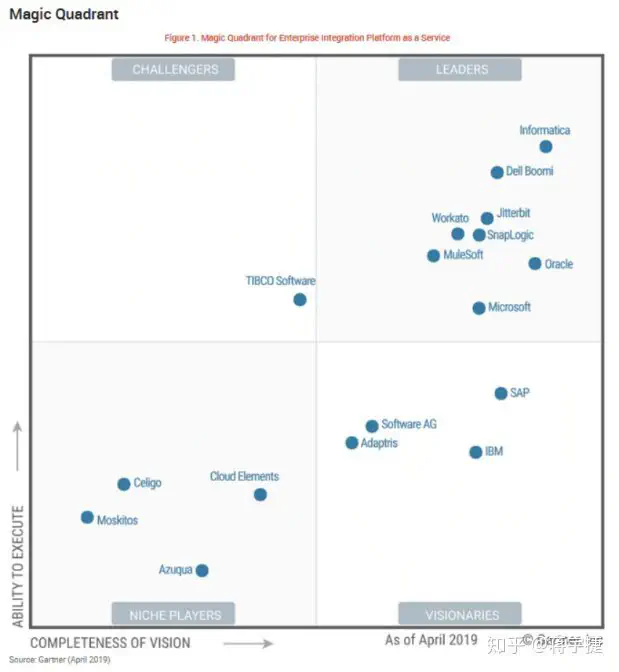 Magic Quadrant
Figure 1. Magic Quadrant for Enterprise Integration Platform as a Service
CHALLENGERS
LEADERS
Informatica
Dell Boomi
Jitterbit
Workato
SnapLogic
MuleSoft
Oracle
TIBCO Software
Microsoft
SAP
Software AG
Adaptris
IBM
Cloud Elements
Celigo
Moskitos
Azuqua
ABILITY TO EXECUTE
NICHE PLAYERS
VISIONARIES
COMPLETENESS OF VISION
As of April 2019
© Gartner, Inc
知乎
Source: Gartner (April 2019)